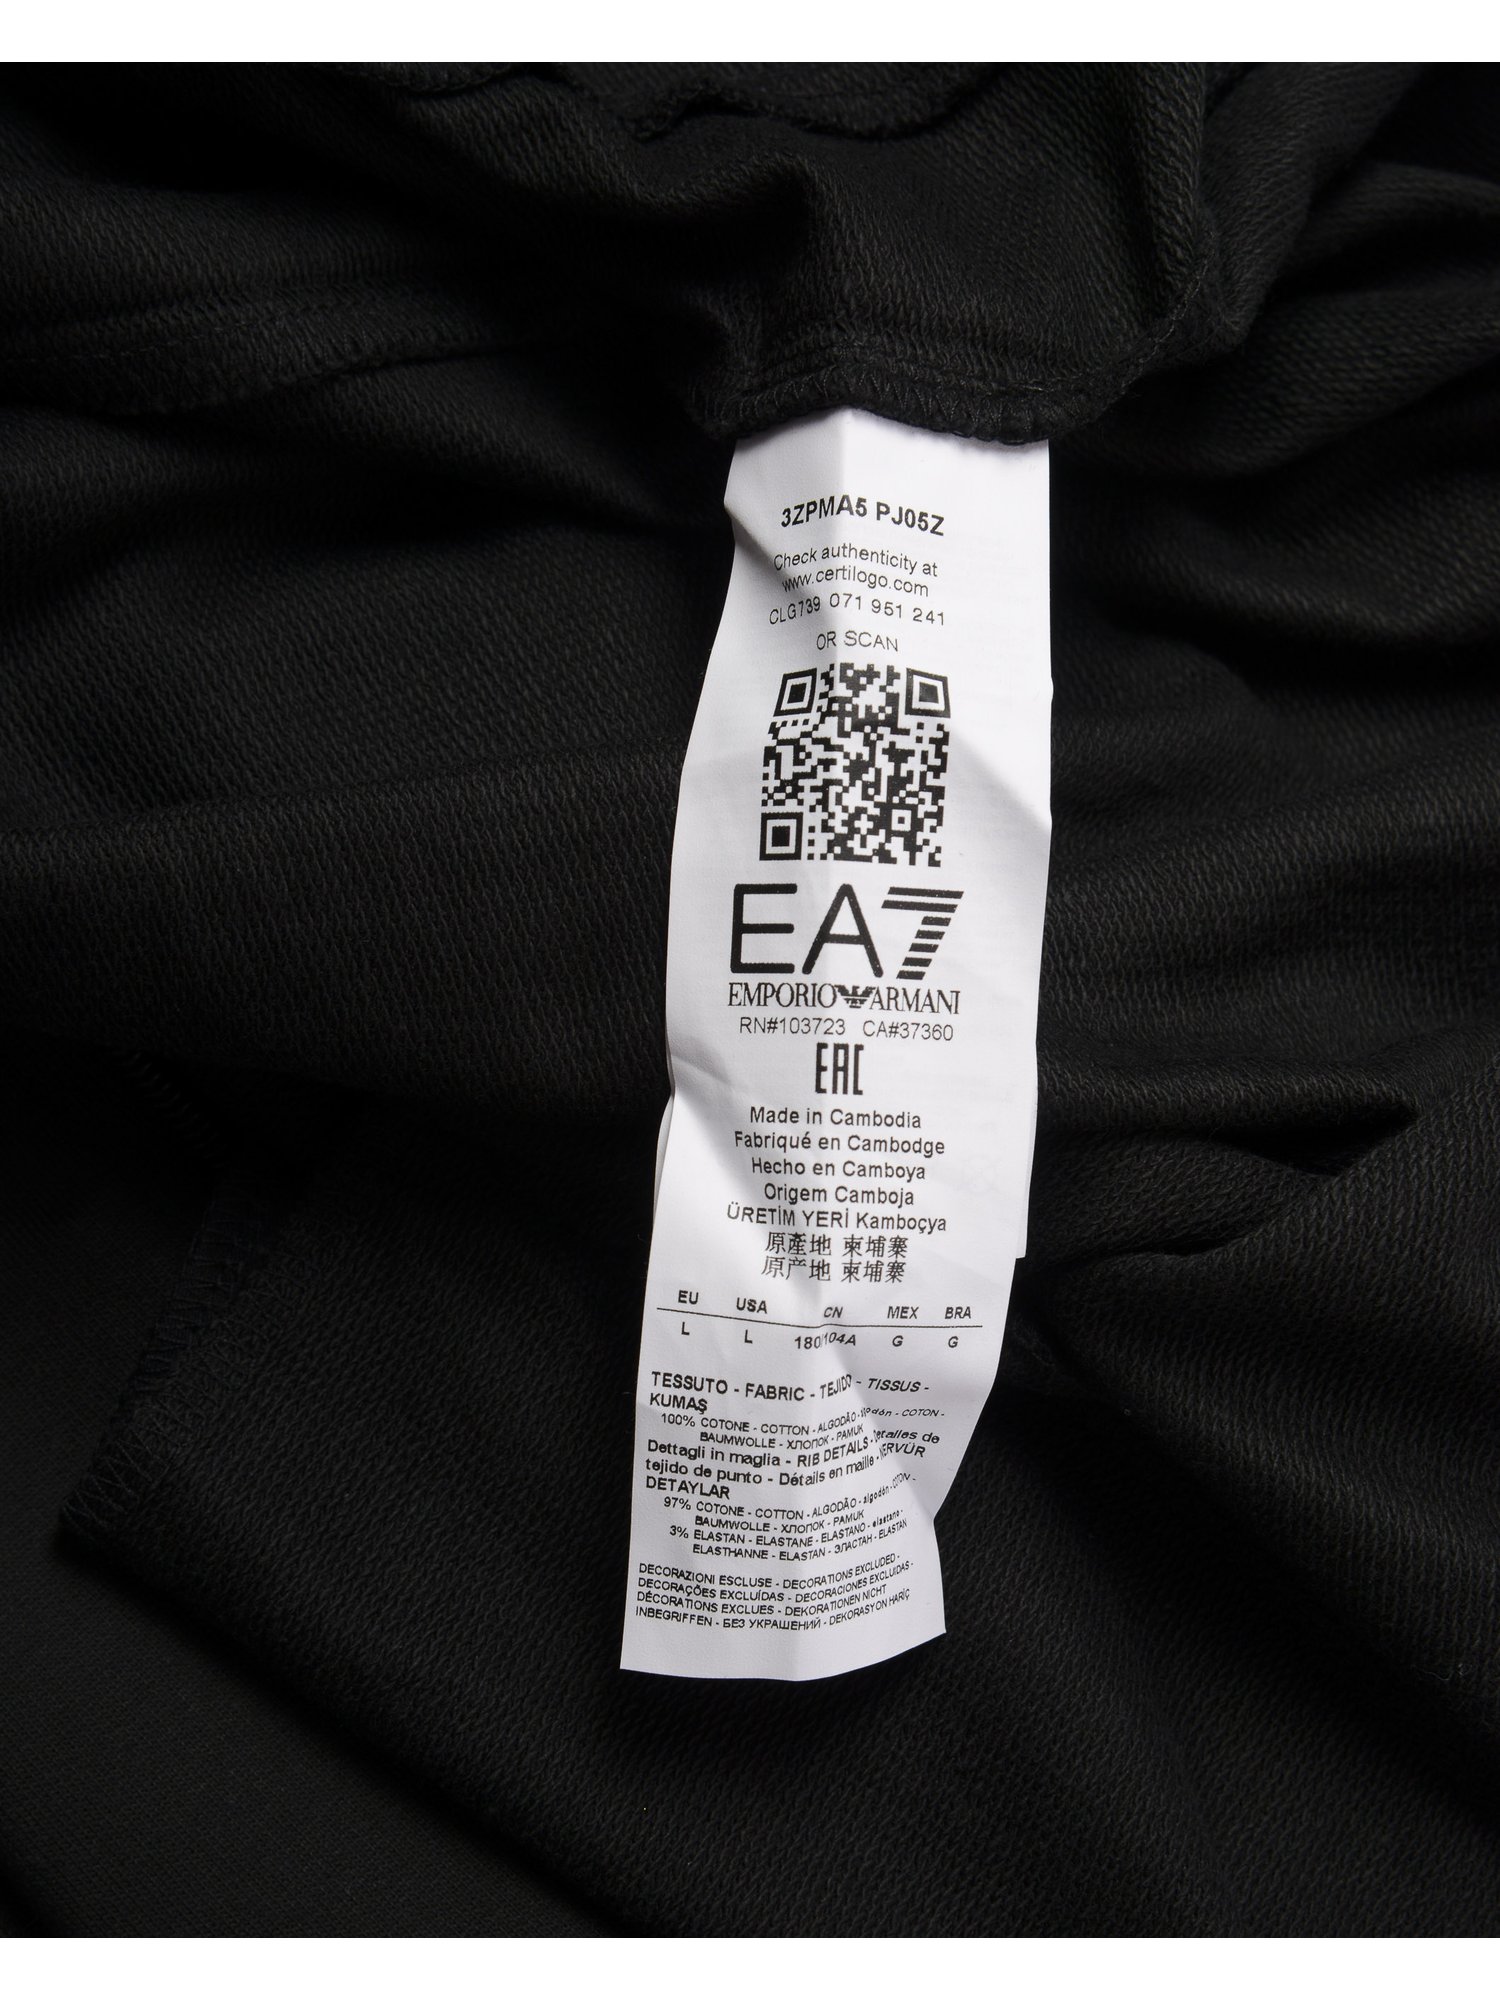 3ZPMA5 PJ05Z
Check authenticity at
www.certilogo.com
CLG739 071 951 241
OR SCAN
EA7
EMPORIO ARMANI
RN#103723 CA#37360
EAC
Made in Cambodia
Fabriqué en Cambodge
Hecho en Camboya
Origem Camboja
ÜRETİM YERİ Kamboçya
原產地 柬埔寨
原产地 柬埔寨
EU USA CN MEX BRA
L L 180/104A G G
TESSUTO - FABRIC - TEJIDO - TISSUS -
KUMAŞ
100% COTONE - COTTON - ALGODÃO - algodón - COTON -
BAUMWOLLE - ХЛОПОК - PAMUK
Dettagli in maglia - RIB DETAILS - Detalles de
tejido de punto - Détails en maille - NERVÜR
DETAYLAR
97% COTONE - COTTON - ALGODÃO - algodón - COTON -
BAUMWOLLE - ХЛОПОК - PAMUK
3% ELASTAN - ELASTANE - ELASTANO - elastano -
ELASTHANNE - ELASTAN - ЭЛАСТАН - ELASTAN
DECORAZIONI ESCLUSE - DECORATIONS EXCLUDED -
DECORAÇÕES EXCLUÍDAS - DECORACIONES EXCLUIDAS -
DÉCORATIONS EXCLUES - DEKORATIONEN NICHT
INBEGRIFFEN - БЕЗ УКРАШЕНИЙ - DEKORASYON HARİÇ